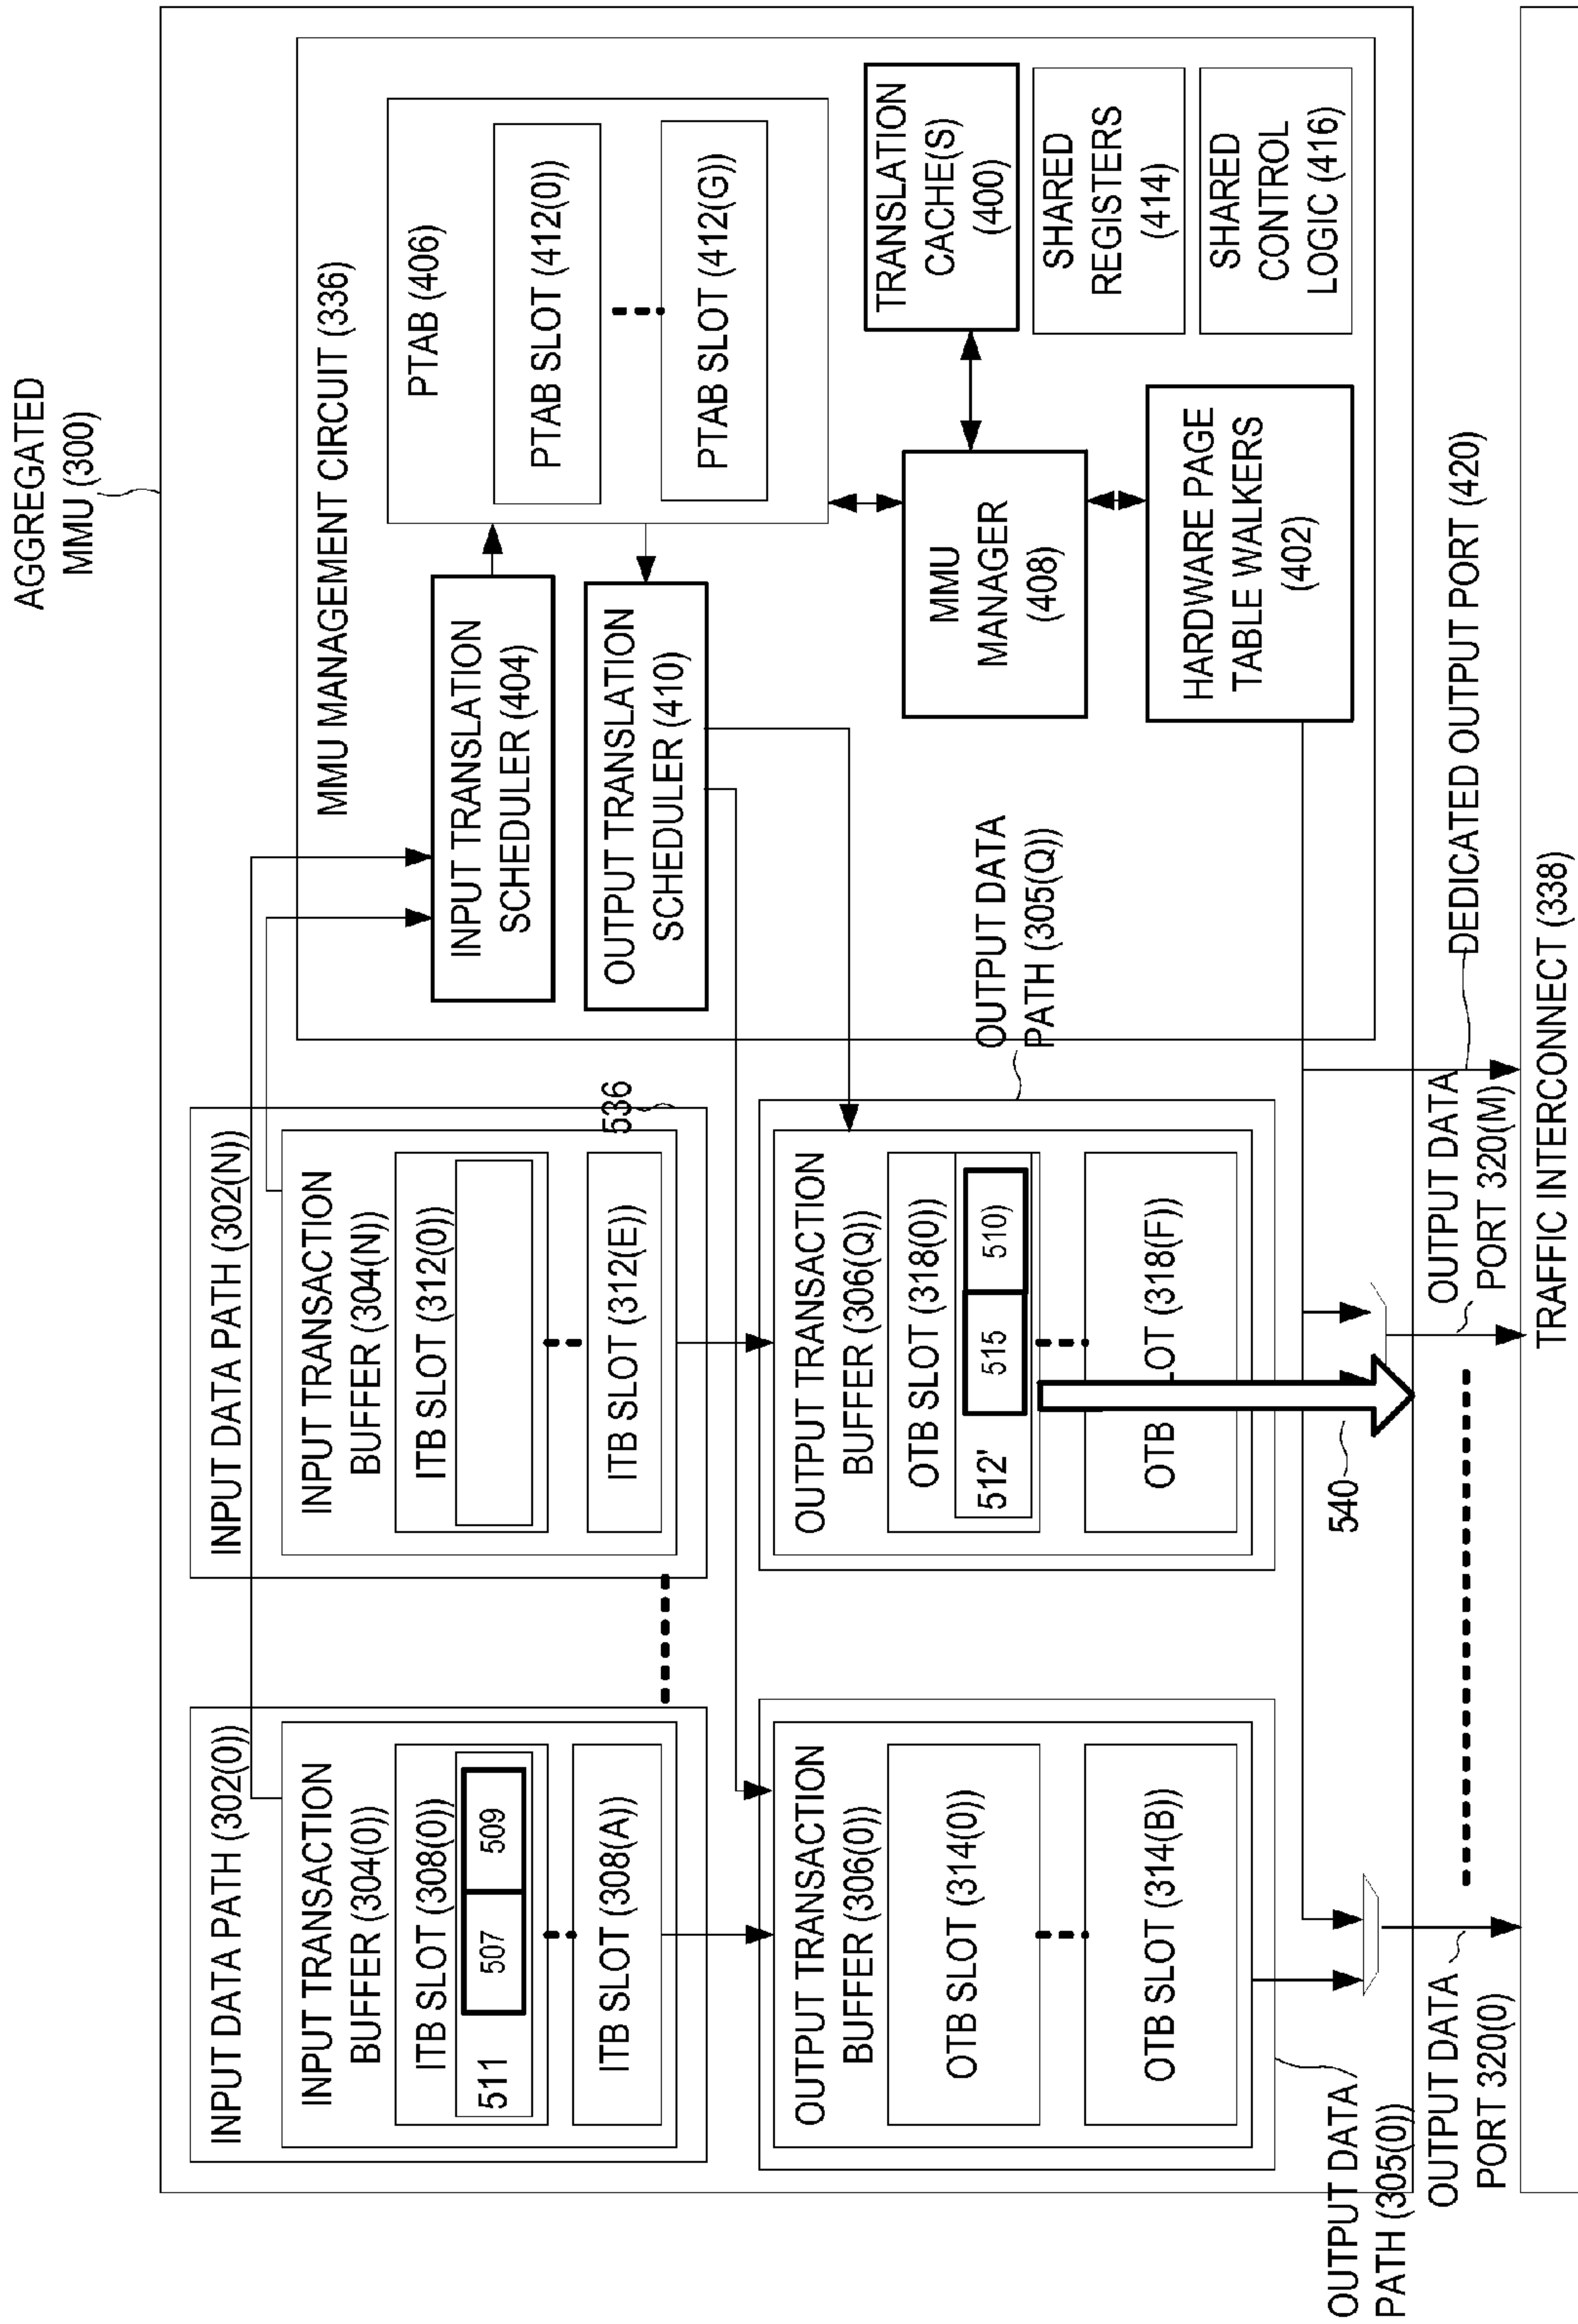 AGGREGATED
MMU (300)
INPUT DATA PATH (302(0))
INPUT TRANSACTION
BUFFER (304(0))
ITB SLOT (308(0))
511
507
509
ITB SLOT (308(A))
INPUT DATA PATH (302(N))
INPUT TRANSACTION
BUFFER (304(N))
ITB SLOT (312(0))
ITB SLOT (312(E))
536
MMU MANAGEMENT CIRCUIT (336)
INPUT TRANSLATION
SCHEDULER (404)
OUTPUT TRANSLATION
SCHEDULER (410)
PTAB (406)
PTAB SLOT (412(0))
PTAB SLOT (412(G))
MMU
MANAGER
(408)
TRANSLATION
CACHE(S)
(400)
SHARED
REGISTERS
(414)
SHARED
CONTROL
LOGIC (416)
HARDWARE PAGE
TABLE WALKERS
(402)
OUTPUT TRANSACTION
BUFFER (306(0))
OTB SLOT (314(0))
OTB SLOT (314(B))
OUTPUT TRANSACTION
BUFFER (306(Q))
OTB SLOT (318(0))
512'
515
510)
OTB LOT (318(F))
OUTPUT DATA
PATH (305(Q))
540
OUTPUT DATA
PATH (305(0))
OUTPUT DATA
PORT 320(0)
OUTPUT DATA
PORT 320(M)
DEDICATED OUTPUT PORT (420)
TRAFFIC INTERCONNECT (338)